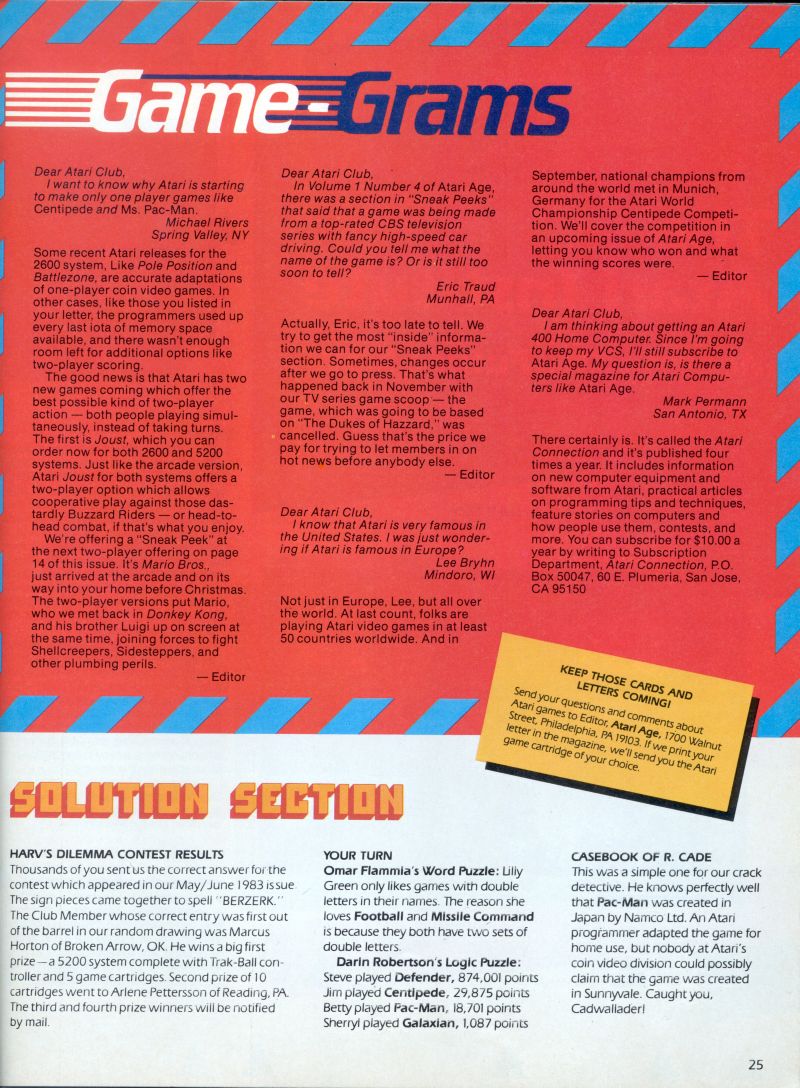 Game-Grams
Dear Atari Club,
I want to know why Atari is starting
to make only one player games like
Centipede and Ms. Pac-Man.
Michael Rivers
Spring Valley, NY
Some recent Atari releases for the
2600 system, Like Pole Position and
Battlezone, are accurate adaptations
of one-player coin video games. In
other cases, like those you listed in
your letter, the programmers used up
every last iota of memory space
available, and there wasn't enough
room left for additional options like
two-player scoring.
The good news is that Atari has two
new games coming which offer the
best possible kind of two-player
action — both people playing simul-
taneously, instead of taking turns.
The first is Joust, which you can
order now for both 2600 and 5200
systems. Just like the arcade version,
Atari Joust for both systems offers a
two-player option which allows
cooperative play against those das-
tardly Buzzard Riders — or head-to-
head combat, if that's what you enjoy.
We're offering a "Sneak Peek" at
the next two-player offering on page
14 of this issue. It's Mario Bros.,
just arrived at the arcade and on its
way into your home before Christmas.
The two-player versions put Mario,
who we met back in Donkey Kong,
and his brother Luigi up on screen at
the same time, joining forces to fight
Shellcreepers, Sidesteppers, and
other plumbing perils.
— Editor
Dear Atari Club,
In Volume 1 Number 4 of Atari Age,
there was a section in "Sneak Peeks"
that said that a game was being made
from a top-rated CBS television
series with fancy high-speed car
driving. Could you tell me what the
name of the game is? Or is it still too
soon to tell?
Eric Traud
Munhall, PA
Actually, Eric, it's too late to tell. We
try to get the most "inside" informa-
tion we can for our "Sneak Peeks"
section. Sometimes, changes occur
after we go to press. That's what
happened back in November with
our TV series game scoop — the
game, which was going to be based
on "The Dukes of Hazzard," was
cancelled. Guess that's the price we
pay for trying to let members in on
hot news before anybody else.
— Editor
Dear Atari Club,
I know that Atari is very famous in
the United States. I was just wonder-
ing if Atari is famous in Europe?
Lee Bryhn
Mindoro, WI
Not just in Europe, Lee, but all over
the world. At last count, folks are
playing Atari video games in at least
50 countries worldwide. And in
September, national champions from
around the world met in Munich,
Germany for the Atari World
Championship Centipede Competi-
tion. We'll cover the competition in
an upcoming issue of Atari Age,
letting you know who won and what
the winning scores were.
— Editor
Dear Atari Club,
I am thinking about getting an Atari
400 Home Computer. Since I'm going
to keep my VCS, I'll still subscribe to
Atari Age. My question is, is there a
special magazine for Atari Compu-
ters like Atari Age.
Mark Permann
San Antonio, TX
There certainly is. It's called the Atari
Connection and it's published four
times a year. It includes information
on new computer equipment and
software from Atari, practical articles
on programming tips and techniques,
feature stories on computers and
how people use them, contests, and
more. You can subscribe for $10.00 a
year by writing to Subscription
Department, Atari Connection, P.O.
Box 50047, 60 E. Plumeria, San Jose,
CA 95150
KEEP THOSE CARDS AND
LETTERS COMING!
Send your questions and comments about
Atari games to Editor, Atari Age, 1700 Walnut
Street, Philadelphia, PA 19103. If we print your
letter in the magazine, we'll send you the Atari
game cartridge of your choice.
SOLUTION SECTION
HARV'S DILEMMA CONTEST RESULTS
Thousands of you sent us the correct answer for the
contest which appeared in our May/June 1983 issue.
The sign pieces came together to spell "BERZERK."
The Club Member whose correct entry was first out
of the barrel in our random drawing was Marcus
Horton of Broken Arrow, OK. He wins a big first
prize — a 5200 system complete with Trak-Ball con-
troller and 5 game cartridges. Second prize of 10
cartridges went to Arlene Pettersson of Reading, PA.
The third and fourth prize winners will be notified
by mail.
YOUR TURN
Omar Flammia's Word Puzzle: Lilly
Green only likes games with double
letters in their names. The reason she
loves Football and Missile Command
is because they both have two sets of
double letters.
Darin Robertson's Logic Puzzle:
Steve played Defender, 874,001 points
Jim played Centipede, 29,875 points
Betty played Pac-Man, 18,701 points
Sherryl played Galaxian, 1,087 points
CASEBOOK OF R. CADE
This was a simple one for our crack
detective. He knows perfectly well
that Pac-Man was created in
Japan by Namco Ltd. An Atari
programmer adapted the game for
home use, but nobody at Atari's
coin video division could possibly
claim that the game was created
in Sunnyvale. Caught you,
Cadwallader!
25